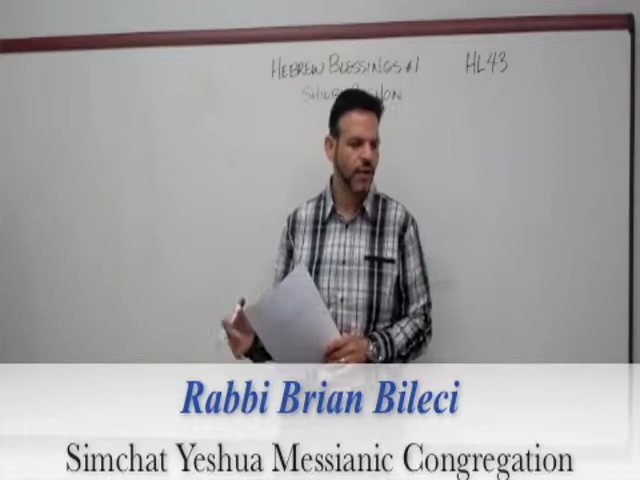 HEBREW BLESSINGS #1 HL43
Rabbi Brian Bileci
Simchat Yeshua Messianic Congregation